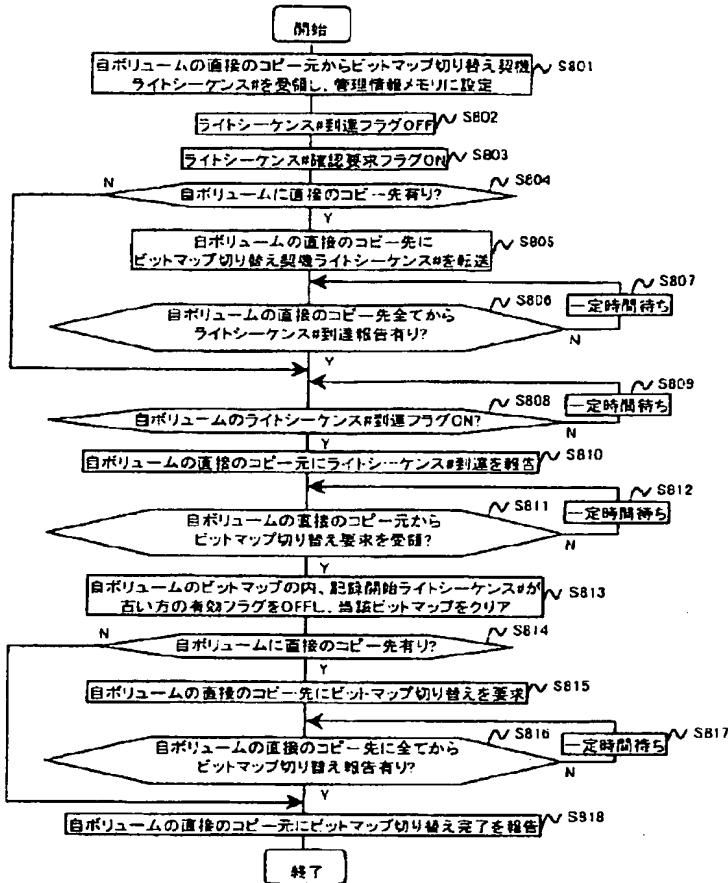 開始
自ボリュームの直接のコピー元からビットマップ切り替え契機
ライトシーケンス#を受領し、管理情報メモリに設定
S801
ライトシーケンス#到達フラグOFF
S802
ライトシーケンス#確認要求フラグON
S803
N
自ボリュームに直接のコピー先有り?
S804
Y
自ボリュームの直接のコピー先に
ビットマップ切り替え契機ライトシーケンス#を転送
S805
S807
一定時間待ち
S806
自ボリュームの直接のコピー先全てから
ライトシーケンス#到達報告有り?
N
Y
S809
一定時間待ち
S808
自ボリュームのライトシーケンス#到達フラグON?
N
Y
自ボリュームの直接のコピー元にライトシーケンス#到達を報告
S810
S812
一定時間待ち
S811
自ボリュームの直接のコピー元から
ビットマップ切り替え要求を受領?
N
Y
自ボリュームのビットマップの内、記録開始ライトシーケンス#が
古い方の有効フラグをOFFし、当該ビットマップをクリア
S813
N
自ボリュームに直接のコピー先有り?
S814
Y
自ボリュームの直接のコピー先にビットマップ切り替えを要求
S815
S817
一定時間待ち
S816
自ボリュームの直接のコピー先に全てから
ビットマップ切り替え報告有り?
N
Y
自ボリュームの直接のコピー元にビットマップ切り替え完了を報告
S818
終了